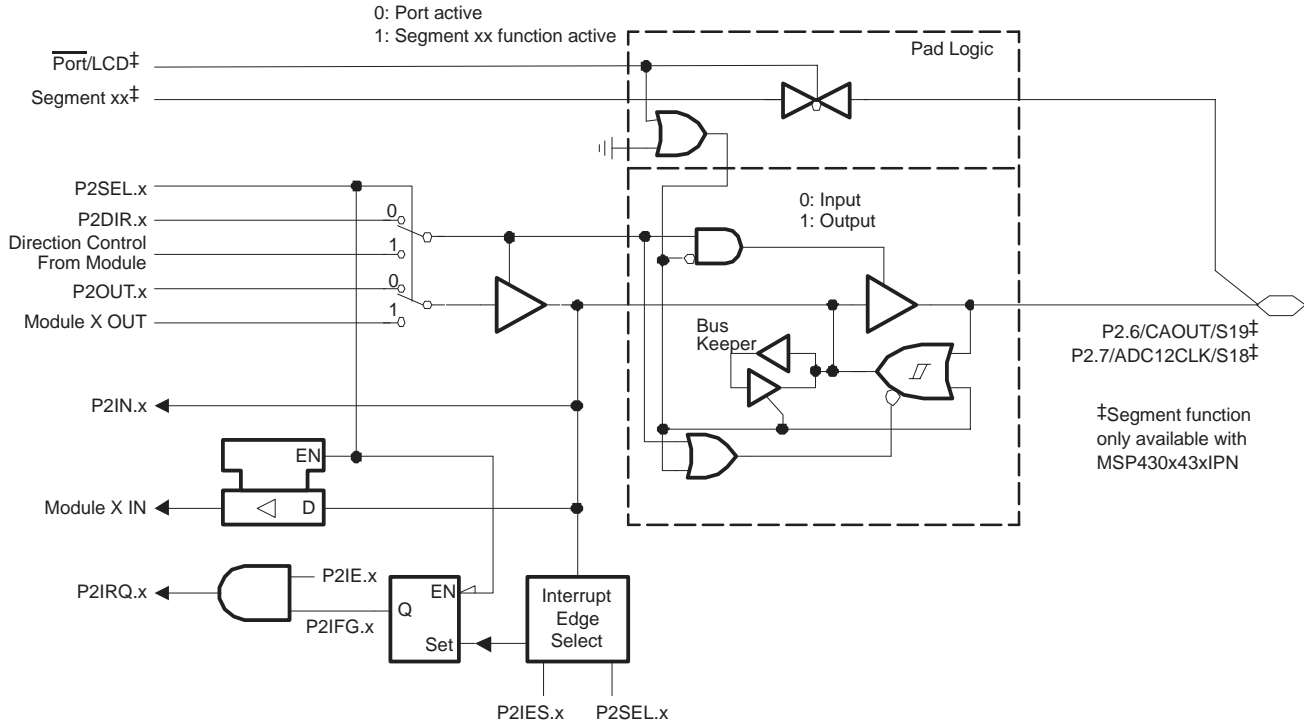 0: Port active
1: Segment xx function active
Pad Logic
Port/LCD‡
Segment xx‡
P2SEL.x
0: Input
1: Output
P2DIR.x
0
Direction Control
From Module
1
P2OUT.x
0
Module X OUT
1
Bus
Keeper
P2.6/CAOUT/S19‡
P2.7/ADC12CLK/S18‡
P2IN.x
‡Segment function
only available with
MSP430x43xIPN
EN
Module X IN
D
P2IE.x
P2IRQ.x
EN
Q
P2IFG.x
Set
Interrupt
Edge
Select
P2IES.x
P2SEL.x